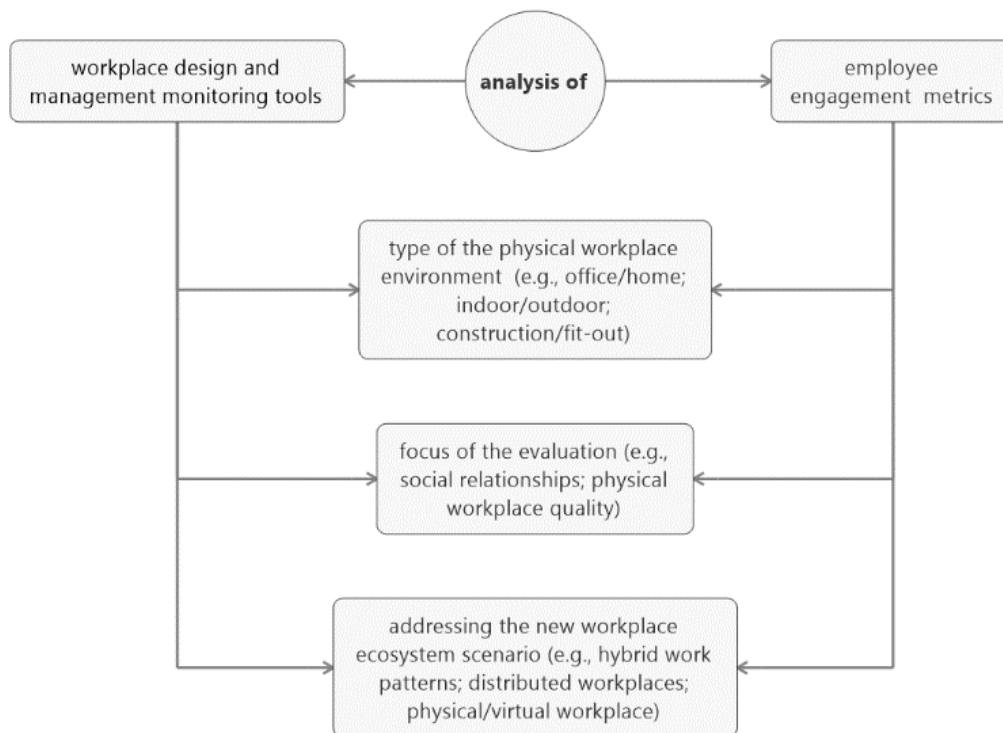 workplace design and
management monitoring tools
analysis of
employee
engagement metrics
type of the physical workplace
environment (e.g., office/home;
indoor/outdoor;
construction/fit-out)
focus of the evaluation (e.g.,
social relationships; physical
workplace quality)
addressing the new workplace
ecosystem scenario (e.g., hybrid work
patterns; distributed workplaces;
physical/virtual workplace)